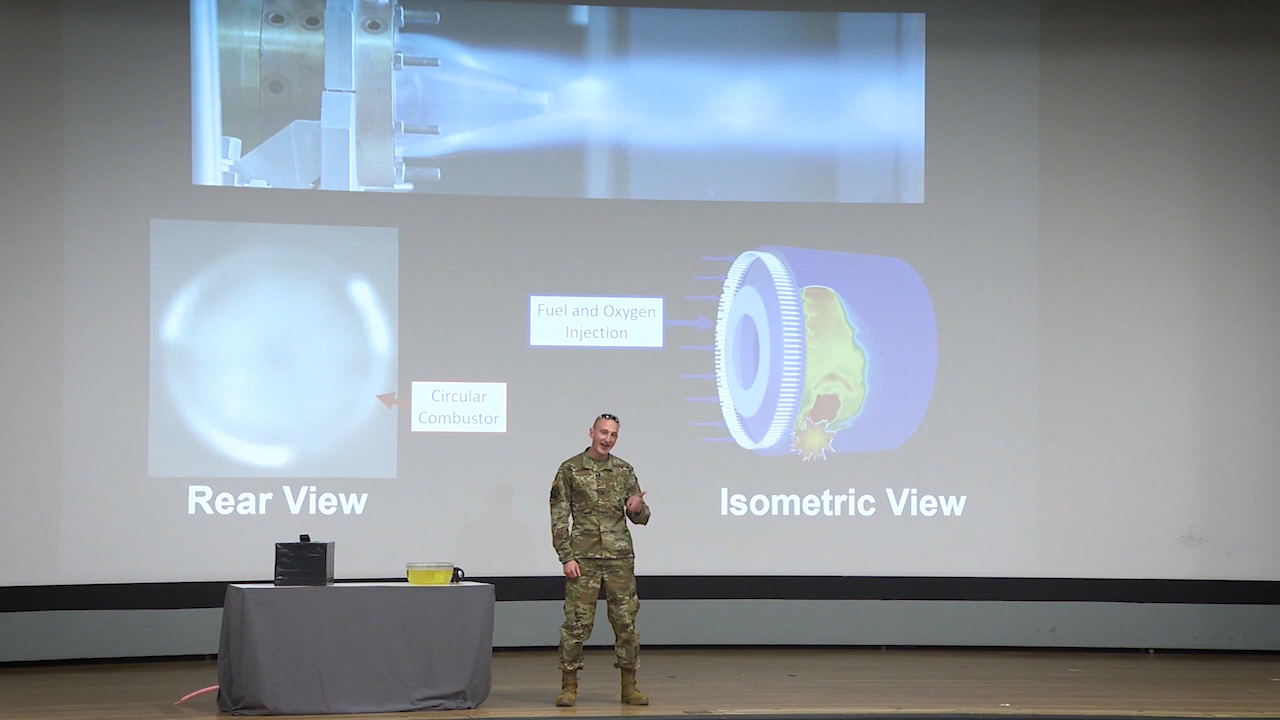 Fuel and Oxygen
Injection
Circular
Combustor
Rear View
Isometric View